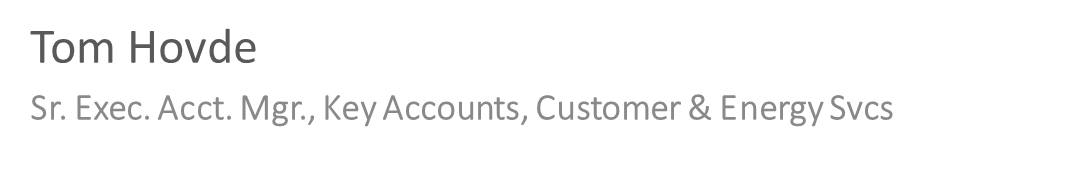 Tom Hovde
Sr. Exec. Acct. Mgr., Key Accounts, Customer & Energy Svcs